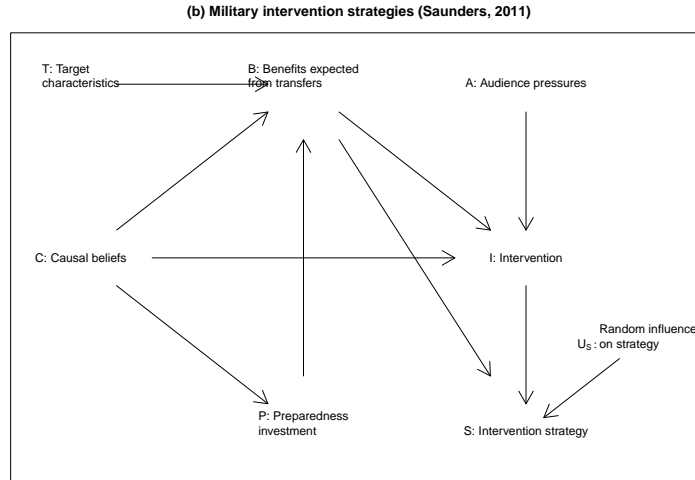 (b) Military intervention strategies (Saunders, 2011)
T: Target
characteristics
B: Benefits expected
from transfers
A: Audience pressures
C: Causal beliefs
I: Intervention
Random influence
U_S : on strategy
P: Preparedness
investment
S: Intervention strategy